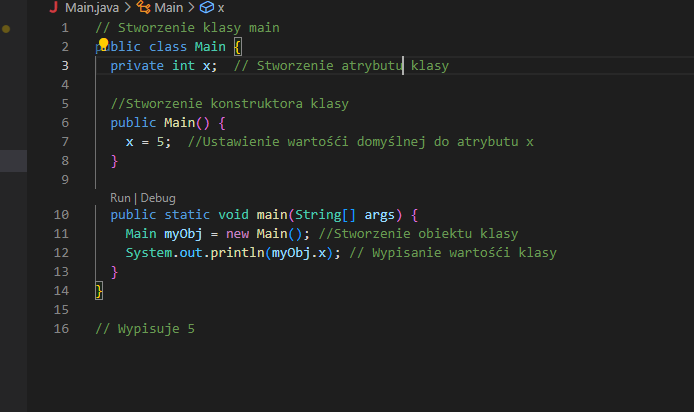 J Main.java > Main > x
1 // Stworzenie klasy main
2 public class Main {
3 private int x;  // Stworzenie atrybutu klasy
4
5 //Stworzenie konstruktora klasy
6 public Main() {
7 x = 5;  //Ustawienie wartośći domyślnej do atrybutu x
8 }
9
Run | Debug
10 public static void main(String[] args) {
11 Main myObj = new Main(); //Stworzenie obiektu klasy
12 System.out.println(myObj.x); // Wypisanie wartośći klasy
13 }
14 }
15
16 // Wypisuje 5